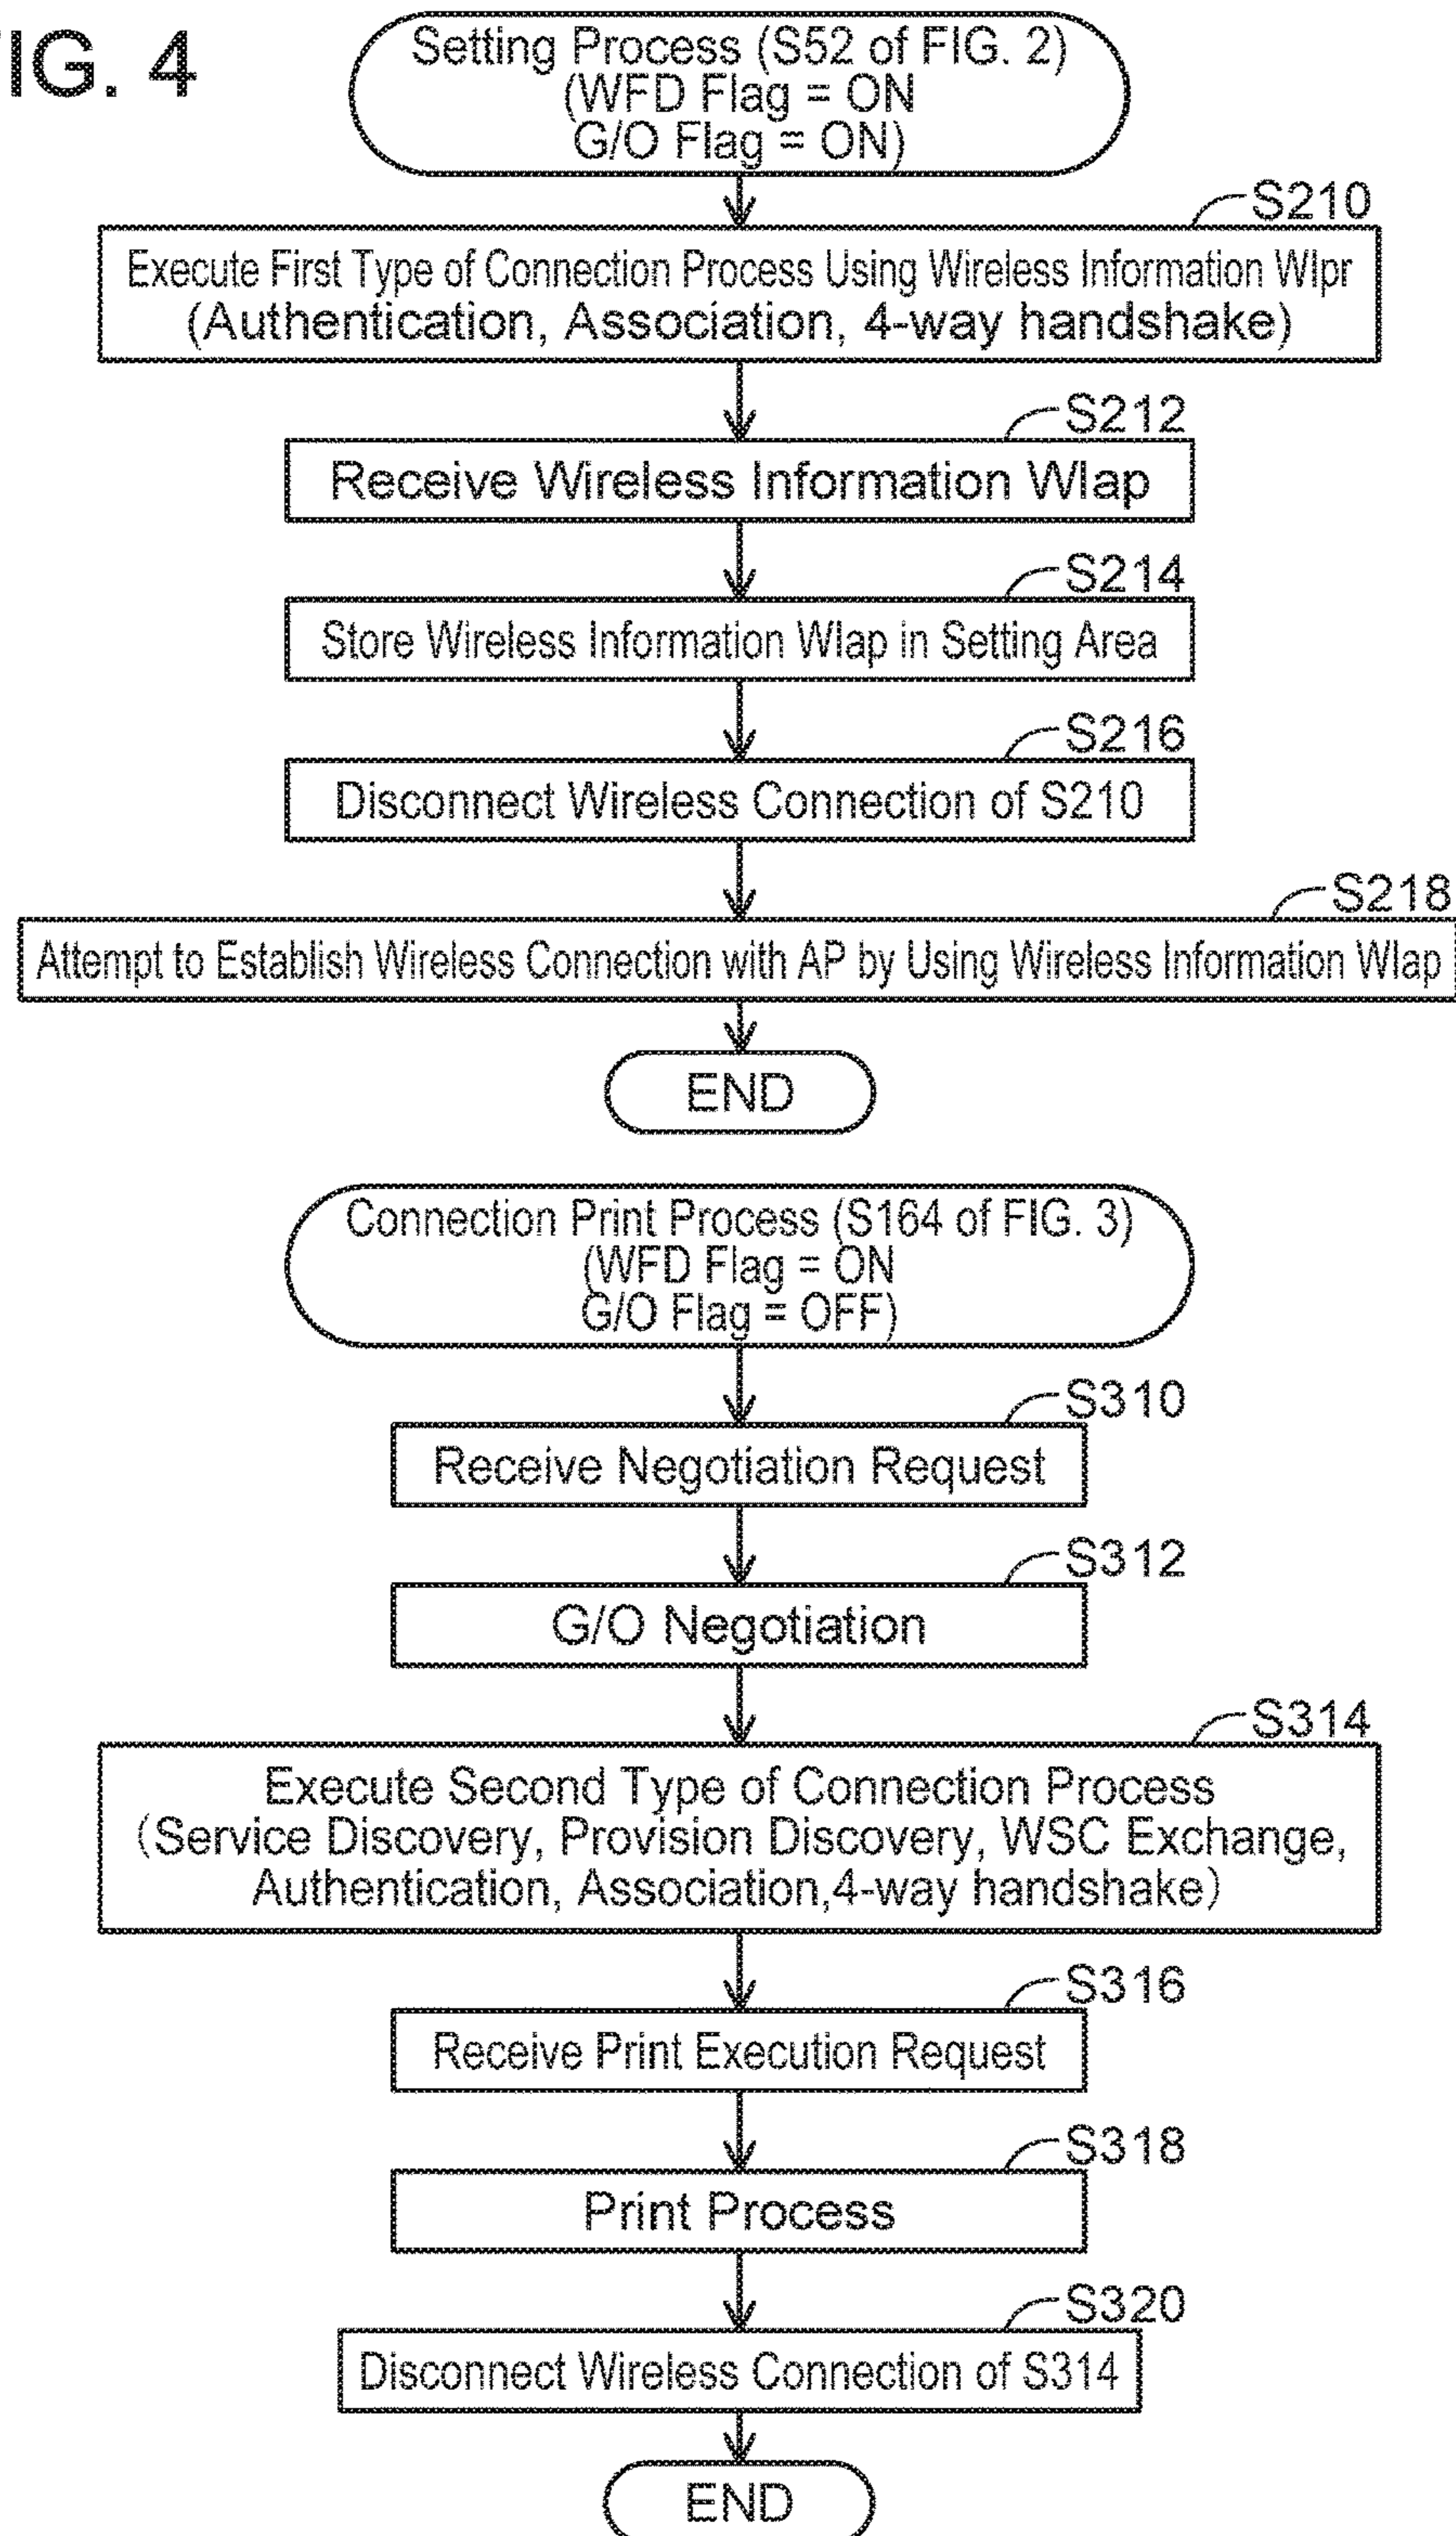 FIG. 4
Setting Process (S52 of FIG. 2)
(WFD Flag = ON
G/O Flag = ON)
S210
Execute First Type of Connection Process Using Wireless Information WIpr
(Authentication, Association, 4-way handshake)
S212
Receive Wireless Information WIap
S214
Store Wireless Information WIap in Setting Area
S216
Disconnect Wireless Connection of S210
S218
Attempt to Establish Wireless Connection with AP by Using Wireless Information WIap
END
Connection Print Process (S164 of FIG. 3)
(WFD Flag = ON
G/O Flag = OFF)
S310
Receive Negotiation Request
S312
G/O Negotiation
S314
Execute Second Type of Connection Process
(Service Discovery, Provision Discovery, WSC Exchange,
Authentication, Association,4-way handshake)
S316
Receive Print Execution Request
S318
Print Process
S320
Disconnect Wireless Connection of S314
END